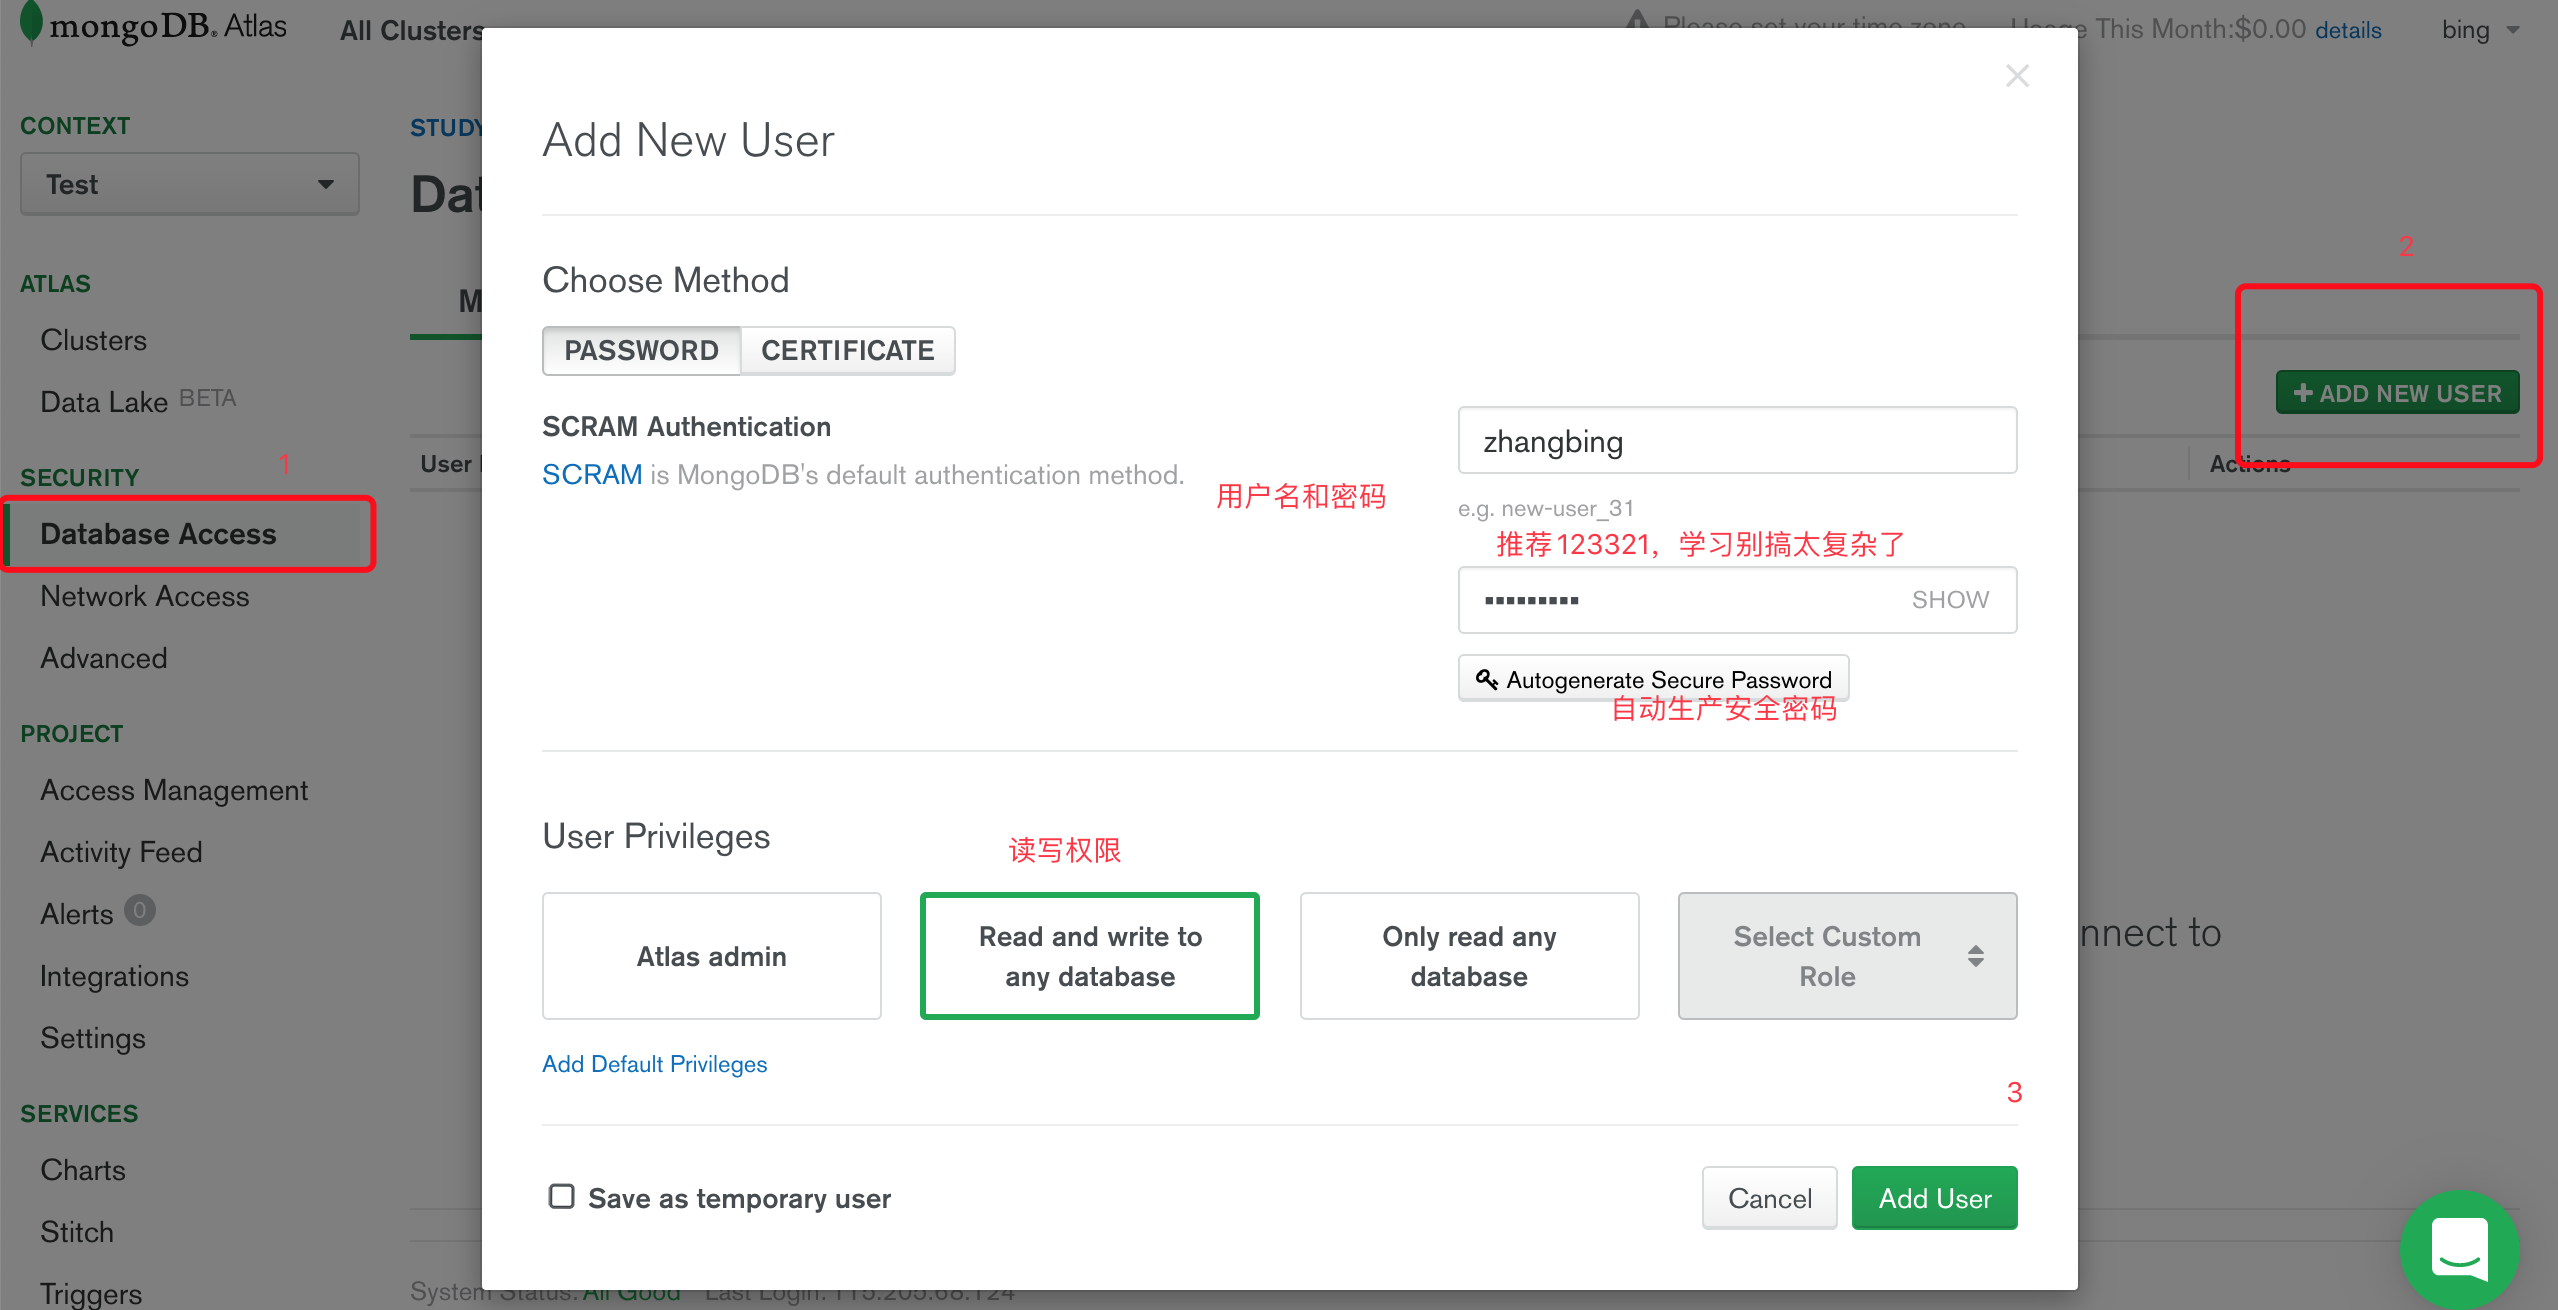 mongoDB. Atlas
All Clusters
Usage This Month:$0.00 details
bing
CONTEXT
Test
ATLAS
Clusters
Data Lake BETA
SECURITY
1
Database Access
Network Access
Advanced
PROJECT
Access Management
Activity Feed
Alerts 0
Integrations
Settings
SERVICES
Charts
Stitch
Triggers
STUDY
Dat
M
User
2
+ ADD NEW USER
Actions
nnect to
System Status: All Good Last Login: 115.205.68.124
Please set your time zone
Add New User
Choose Method
PASSWORD
CERTIFICATE
SCRAM Authentication
SCRAM is MongoDB's default authentication method.
用户名和密码
zhangbing
e.g. new-user_31
推荐123321，学习别搞太复杂了
SHOW
Autogenerate Secure Password
自动生产安全密码
User Privileges
读写权限
Atlas admin
Read and write to
any database
Only read any
database
Select Custom
Role
Add Default Privileges
3
Save as temporary user
Cancel
Add User